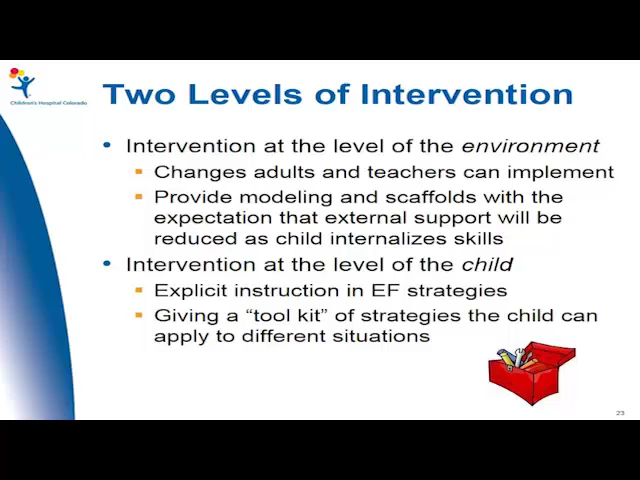 Children's Hospital Colorado
Two Levels of Intervention
• Intervention at the level of the environment
▪ Changes adults and teachers can implement
▪ Provide modeling and scaffolds with the
expectation that external support will be
reduced as child internalizes skills
• Intervention at the level of the child
▪ Explicit instruction in EF strategies
▪ Giving a “tool kit” of strategies the child can
apply to different situations
23